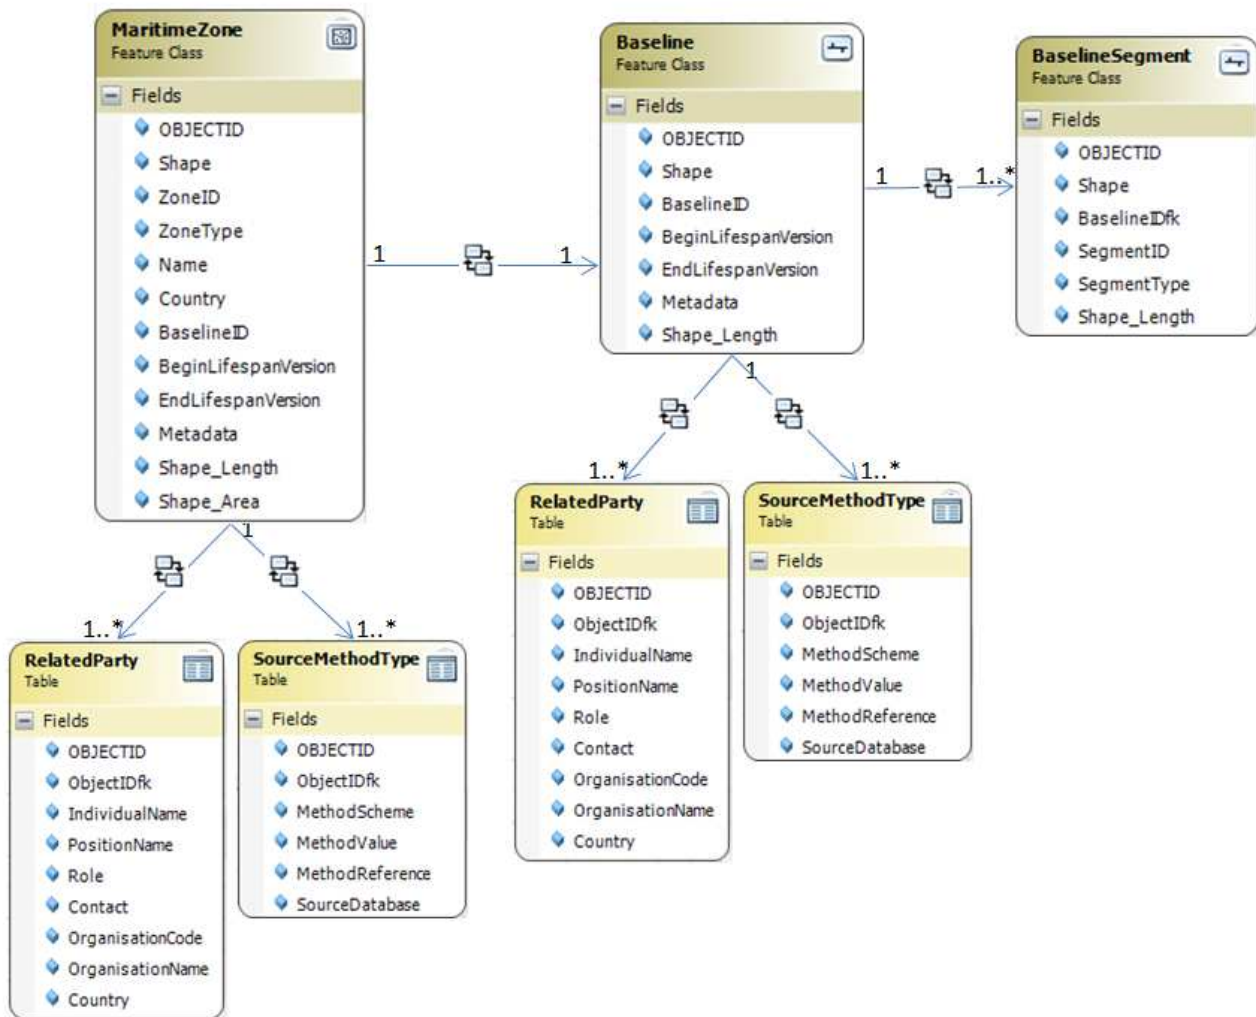 MaritimeZone
Feature Class
Fields
OBJECTID
Shape
ZoneID
ZoneType
Name
Country
BaselineID
BeginLifespanVersion
EndLifespanVersion
Metadata
Shape_Length
Shape_Area
1
1
Baseline
Feature Class
Fields
OBJECTID
Shape
BaselineID
BeginLifespanVersion
EndLifespanVersion
Metadata
Shape_Length
1
1..*
BaselineSegment
Feature Class
Fields
OBJECTID
Shape
BaselineIDfk
SegmentID
SegmentType
Shape_Length
1
1..*
1..*
RelatedParty
Table
Fields
OBJECTID
ObjectIDfk
IndividualName
PositionName
Role
Contact
OrganisationCode
OrganisationName
Country
SourceMethodType
Table
Fields
OBJECTID
ObjectIDfk
MethodScheme
MethodValue
MethodReference
SourceDatabase
1
1..*
1..*
RelatedParty
Table
Fields
OBJECTID
ObjectIDfk
IndividualName
PositionName
Role
Contact
OrganisationCode
OrganisationName
Country
SourceMethodType
Table
Fields
OBJECTID
ObjectIDfk
MethodScheme
MethodValue
MethodReference
SourceDatabase